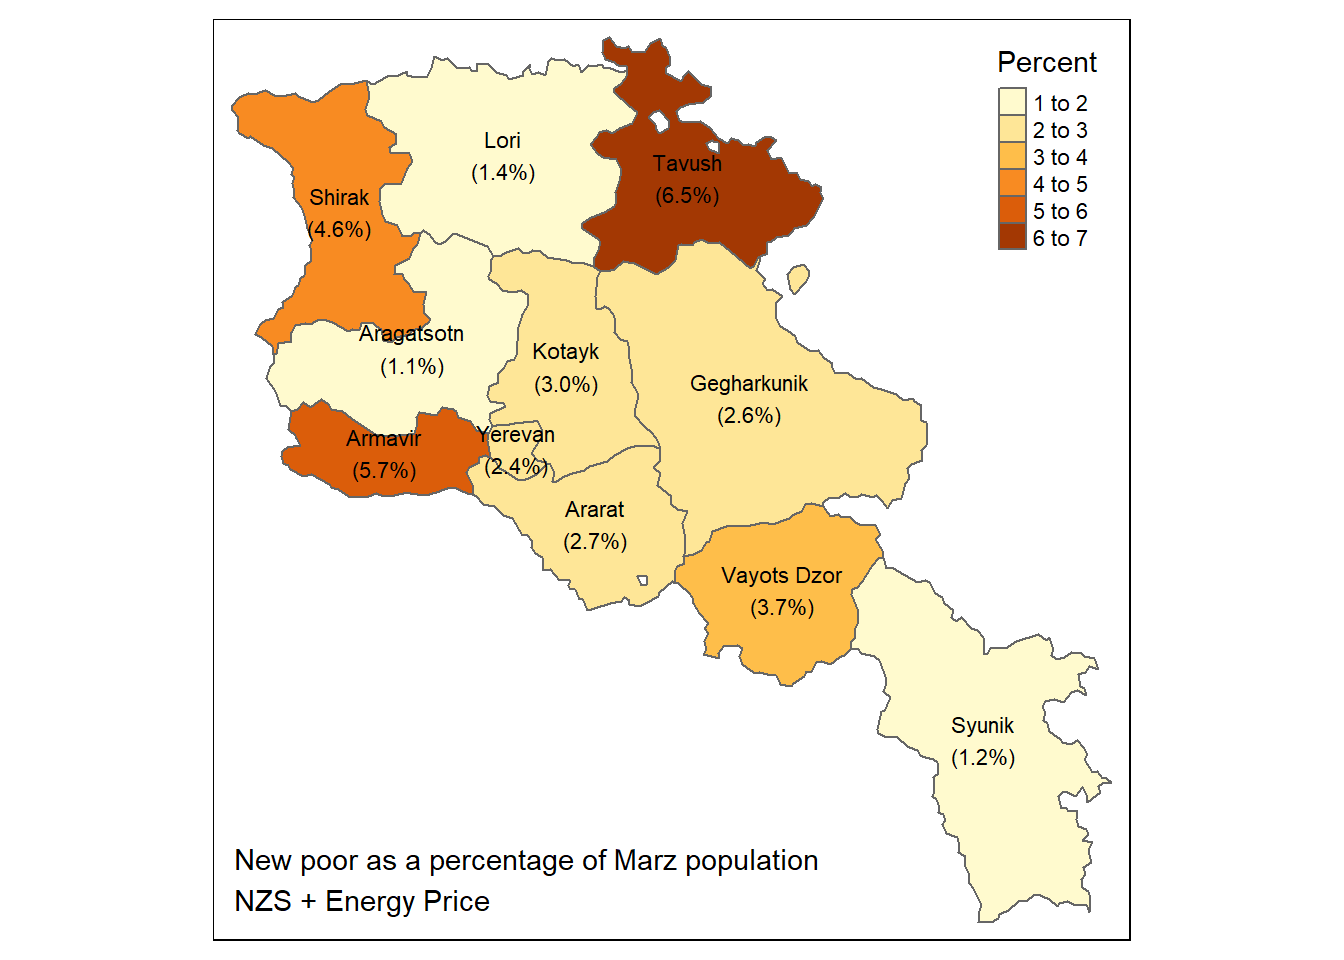 Percent
1 to 2
2 to 3
3 to 4
4 to 5
5 to 6
6 to 7
Lori
(1.4%)
Tavush
(6.5%)
Shirak
(4.6%)
Aragatsotn
(1.1%)
Kotayk
(3.0%)
Gegharkunik
(2.6%)
Armavir
(5.7%)
Yerevan
(2.4%)
Ararat
(2.7%)
Vayots Dzor
(3.7%)
Syunik
(1.2%)
New poor as a percentage of Marz population
NZS + Energy Price